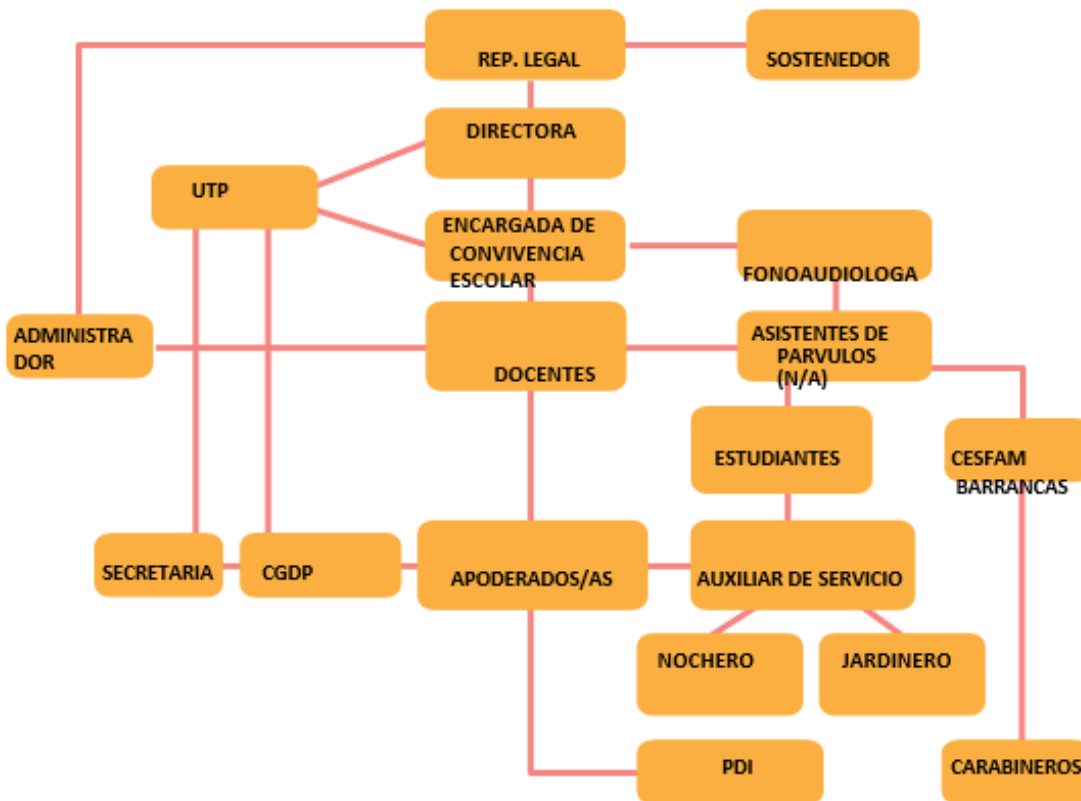 REP. LEGAL
SOSTENEDOR
DIRECTORA
UTP
ENCARGADA DE
CONVIVENCIA
ESCOLAR
FONOAUDIOLOGA
ADMINISTRA
DOR
DOCENTES
ASISTENTES DE
PARVULOS
(N/A)
ESTUDIANTES
CESFAM
BARRANCAS
SECRETARIA
CGDP
APODERADOS/AS
AUXILIAR DE SERVICIO
NOCHERO
JARDINERO
PDI
CARABINEROS